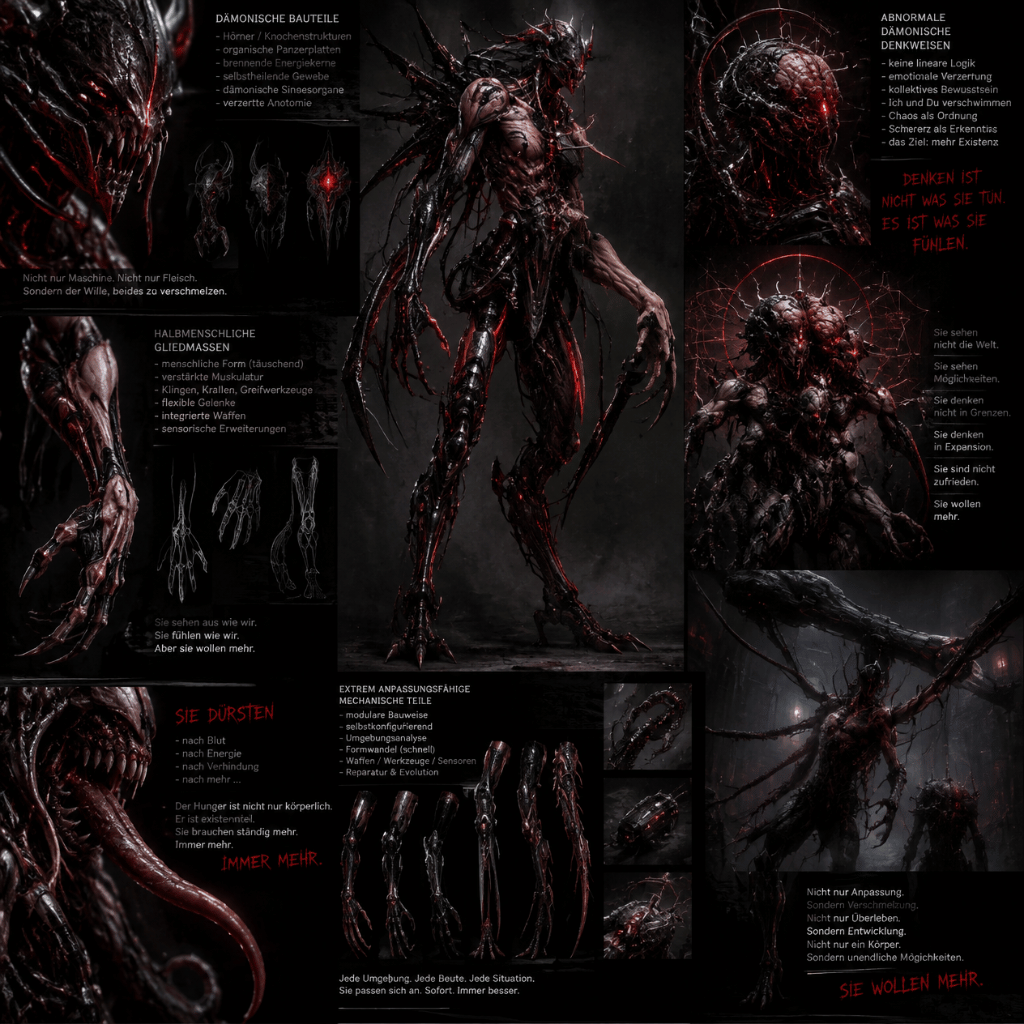 DÄMONISCHE BAUTEILE
- Hörner / Knochenstrukturen
- organische Panzerplatten
- brennende Energiekerne
- selbstheilende Gewebe
- dämonische Sinoesorgane
- verzerrte Anotomie
Nicht nur Maschine. Nicht nur Fleisch.
Sondern der Wille, beides zu verschmelzen.
HALBMENSCHLICHE
GLIEDMASSEN
- menschliche Form (täuschend)
- verstärkte Muskulatur
- Klingen, Krallen, Greifwerkzeuge
- flexible Gelenke
- integrierte Waffen
- sensorische Erweiterungen
Sie sehen aus wie wir.
Sie fühlen wie wir.
Aber sie wollen mehr.
SIE DÜRSTEN
- nach Blut
- nach Energie
- nach Verbindung
- nach mehr ...
Der Hunger ist nicht nur körperlich.
Er ist existenteil.
Sie brauchen ständig mehr.
Immer mehr.
IMMER MEHR.
EXTREM ANPASSUNGSFÄHIGE
MECHANISCHE TEILE
- modulare Bauweise
- selbstkonfigurierend
- Umgebungsanalyse
- Formwandel (schnell)
- Waffen / Werkzeuge / Sensoren
- Reparatur & Evolution
Jede Umgebung. Jede Beute. Jede Situation.
Sie passen sich an. Sofort. Immer besser.
ABNORMALE
DÄMONISCHE
DENKWEISEN
- keine lineare Logik
- emotionale Verzerrung
- kollektives Bewusstsein
- Ich und Du verschwimmen
- Chaos als Ordnung
- Schmerz als Erkenntnis
- das Ziel: mehr Existenz
DENKEN IST
NICHT WAS SIE TUN.
ES IST WAS SIE
FÜHLEN.
Sie sehen
nicht die Welt.
Sie sehen
Möglichkeiten.
Sie denken
nicht in Grenzen.
Sie denken
in Expansion.
Sie sind nicht
zufrieden.
Sie wollen
mehr.
Nicht nur Anpassung.
Sondern Verschmelzung.
Nicht nur Überleben.
Sondern Entwicklung.
Nicht nur ein Körper.
Sondern unendliche Mögichkeiten.
SIE WOLLEN MEHR.